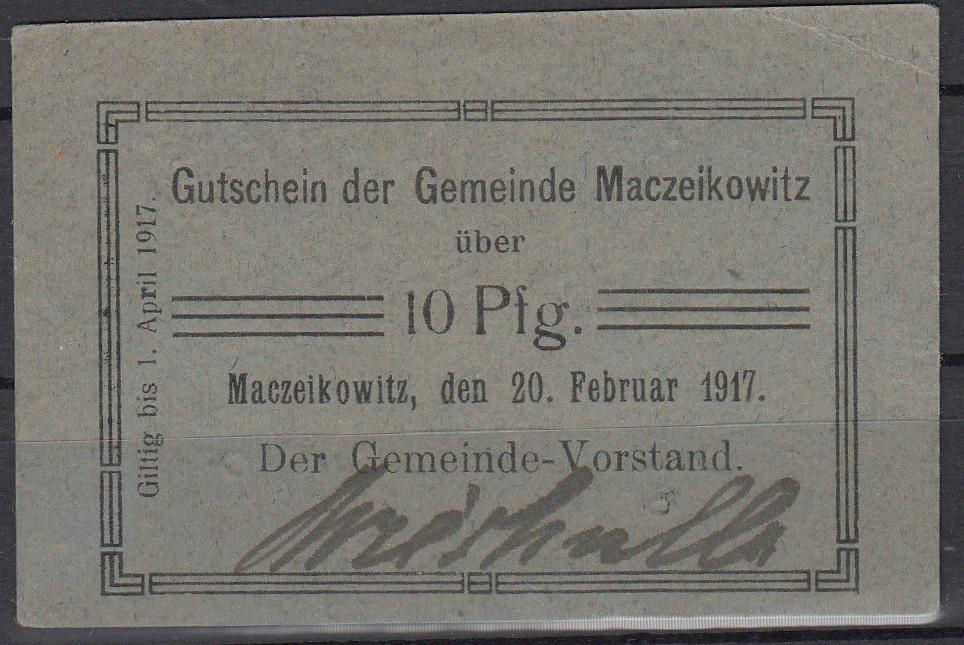 Gutschein der Gemeinde Maczeikowitz
über
10 Pfg.
Maczeikowitz, den 20. Februar 1917.
Der Gemeinde-Vorstand.
Giltig bis 1. April 1917.